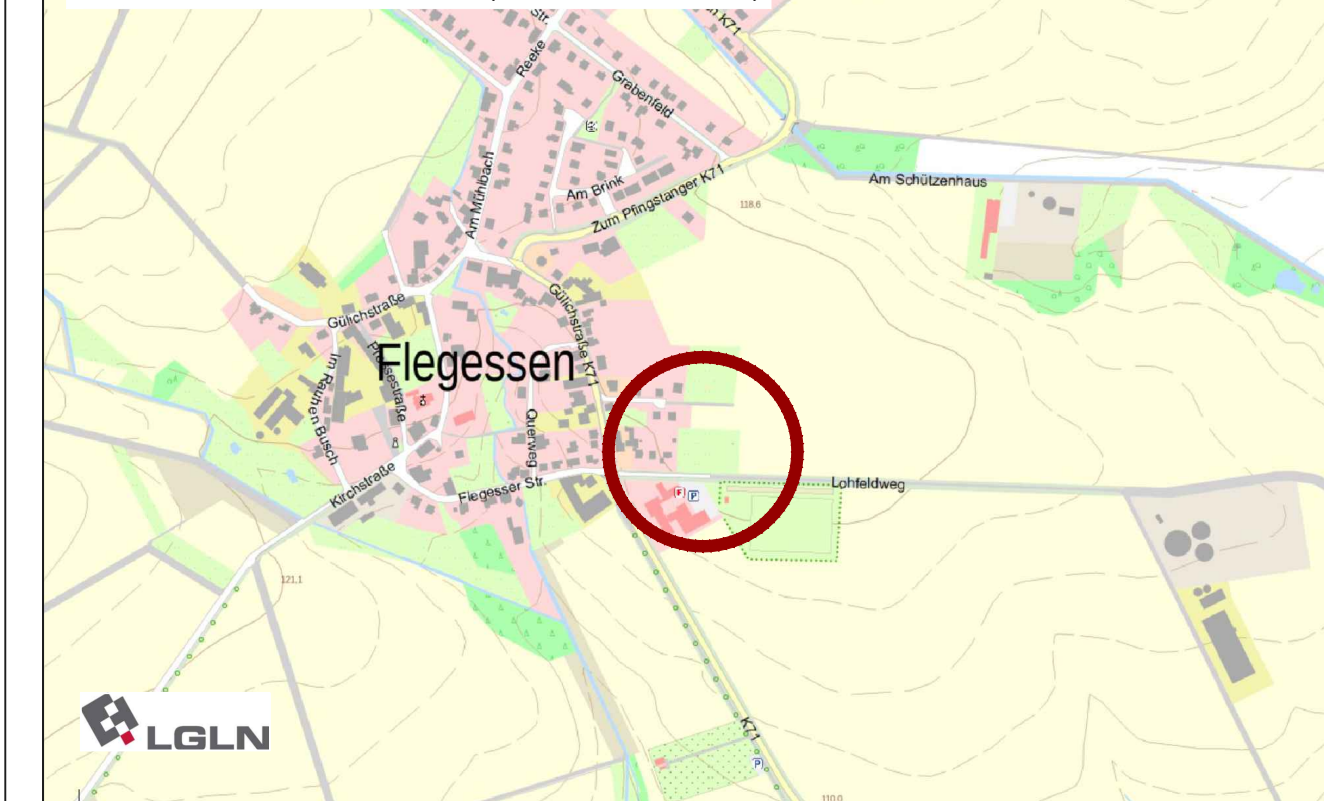 Str.
K71
Reeke
Grabenfeld
Am Mühlbach
Am Brink
Zum Pfingstanger K71
Am Schützenhaus
118.6
Gülichstraße
Gülichstraße K71
Flegessen
Im Rauhen Busch
Querweg
Kirchstraße
Flegesser Str.
F
P
Lohfeldweg
121,1
LGLN
K71
P
110,0